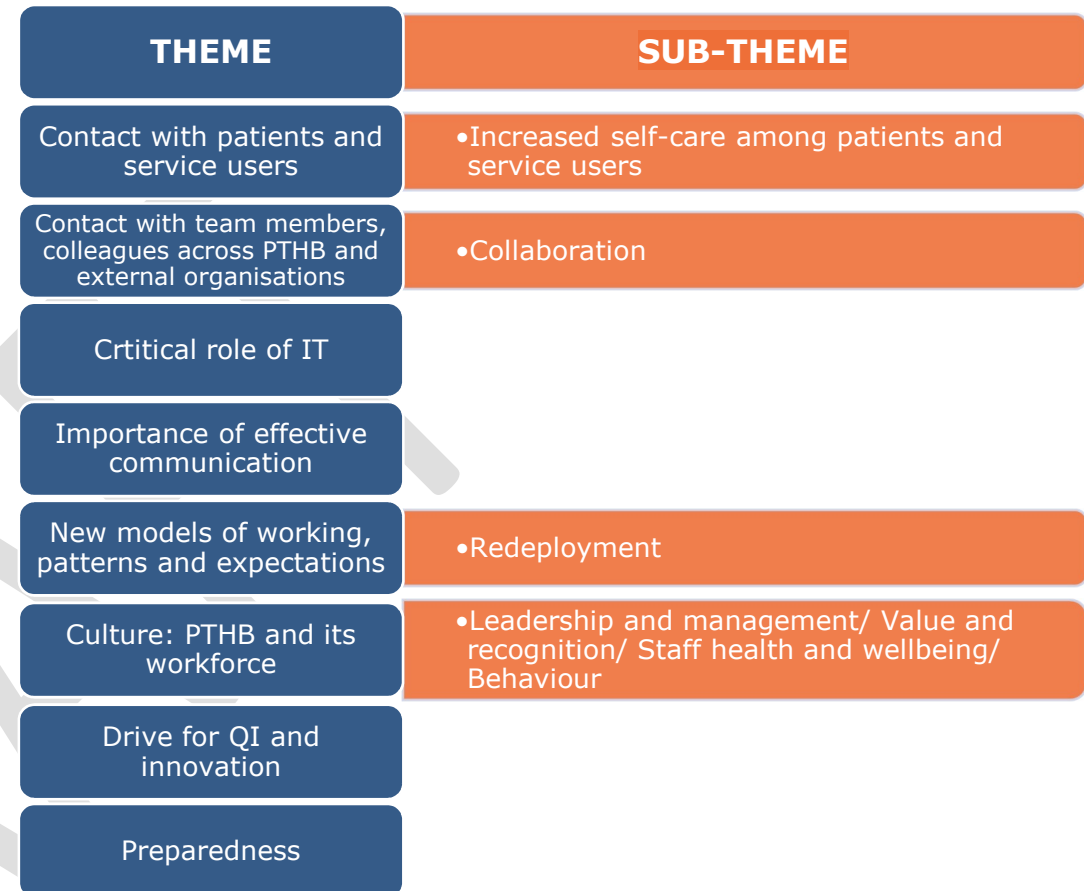 THEME
SUB-THEME
Contact with patients and
service users
•Increased self-care among patients and
service users
Contact with team members,
colleagues across PTHB and
external organisations
•Collaboration
Crtitical role of IT
Importance of effective
communication
New models of working,
patterns and expectations
•Redeployment
Culture: PTHB and its
workforce
•Leadership and management/ Value and
recognition/ Staff health and wellbeing/
Behaviour
Drive for QI and
innovation
Preparedness